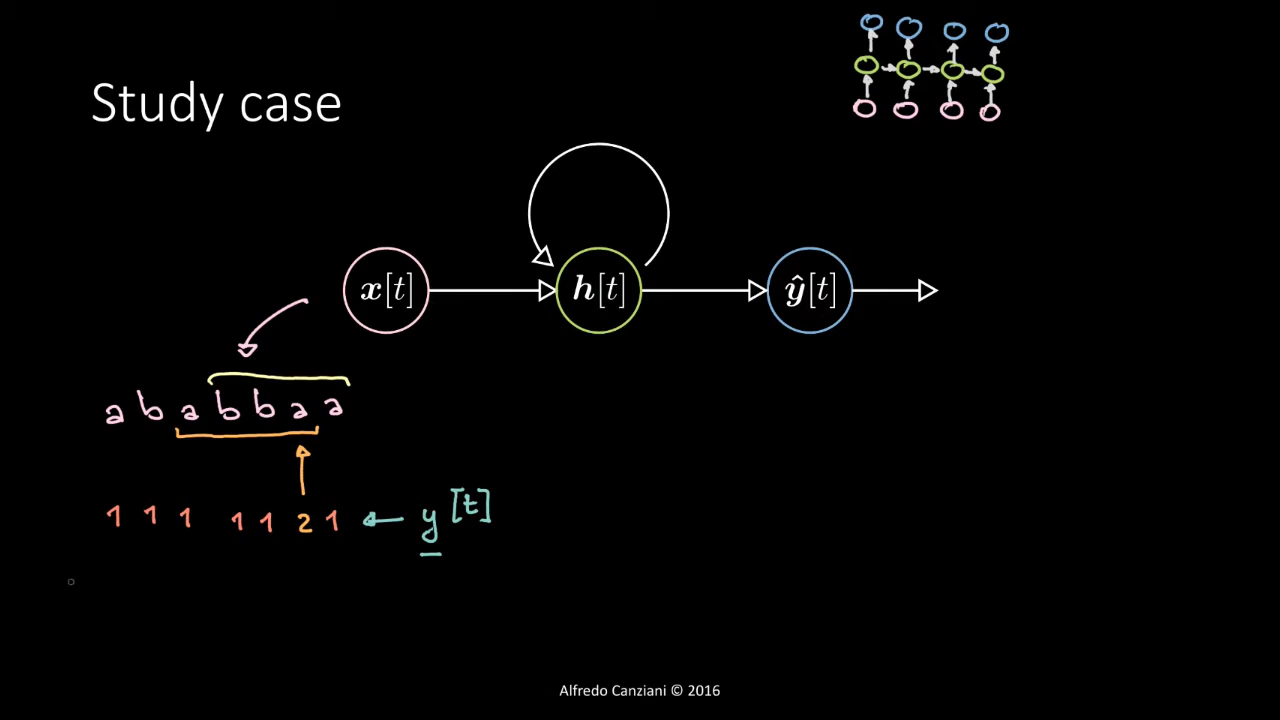 Study case
x[t] h[t] ŷ[t]
a b a b b a a
1 1 1 1 1 2 1 y[t]
Alfredo Canziani © 2016